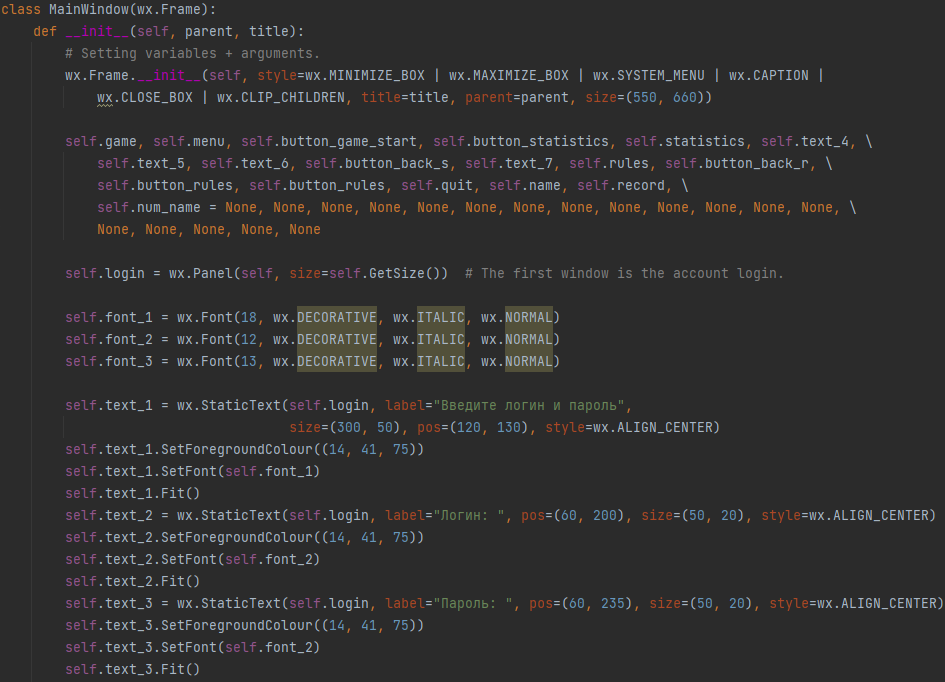 class MainWindow(wx.Frame):
    def __init__(self, parent, title):
        # Setting variables + arguments.
        wx.Frame.__init__(self, style=wx.MINIMIZE_BOX | wx.MAXIMIZE_BOX | wx.SYSTEM_MENU | wx.CAPTION |
            wx.CLOSE_BOX | wx.CLIP_CHILDREN, title=title, parent=parent, size=(550, 660))

        self.game, self.menu, self.button_game_start, self.button_statistics, self.statistics, self.text_4, \
            self.text_5, self.text_6, self.button_back_s, self.text_7, self.rules, self.button_back_r, \
            self.button_rules, self.button_rules, self.quit, self.name, self.record, \
            self.num_name = None, None, None, None, None, None, None, None, None, None, None, None, None, \
            None, None, None, None, None

        self.login = wx.Panel(self, size=self.GetSize())  # The first window is the account login.

        self.font_1 = wx.Font(18, wx.DECORATIVE, wx.ITALIC, wx.NORMAL)
        self.font_2 = wx.Font(12, wx.DECORATIVE, wx.ITALIC, wx.NORMAL)
        self.font_3 = wx.Font(13, wx.DECORATIVE, wx.ITALIC, wx.NORMAL)

        self.text_1 = wx.StaticText(self.login, label="Введите логин и пароль",
                                    size=(300, 50), pos=(120, 130), style=wx.ALIGN_CENTER)
        self.text_1.SetForegroundColour((14, 41, 75))
        self.text_1.SetFont(self.font_1)
        self.text_1.Fit()
        self.text_2 = wx.StaticText(self.login, label="Логин: ", pos=(60, 200), size=(50, 20), style=wx.ALIGN_CENTER)
        self.text_2.SetForegroundColour((14, 41, 75))
        self.text_2.SetFont(self.font_2)
        self.text_2.Fit()
        self.text_3 = wx.StaticText(self.login, label="Пароль: ", pos=(60, 235), size=(50, 20), style=wx.ALIGN_CENTER)
        self.text_3.SetForegroundColour((14, 41, 75))
        self.text_3.SetFont(self.font_2)
        self.text_3.Fit()